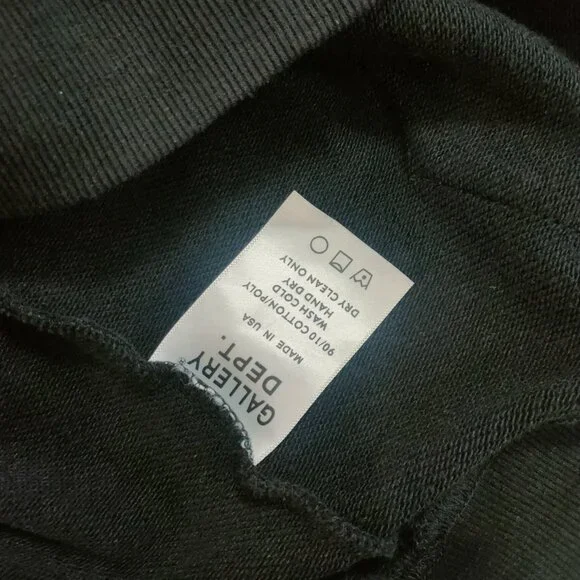 GALLERY
DEPT.
MADE IN USA
90/10 COTTON/POLY
WASH COLD
HAND DRY
DRY CLEAN ONLY